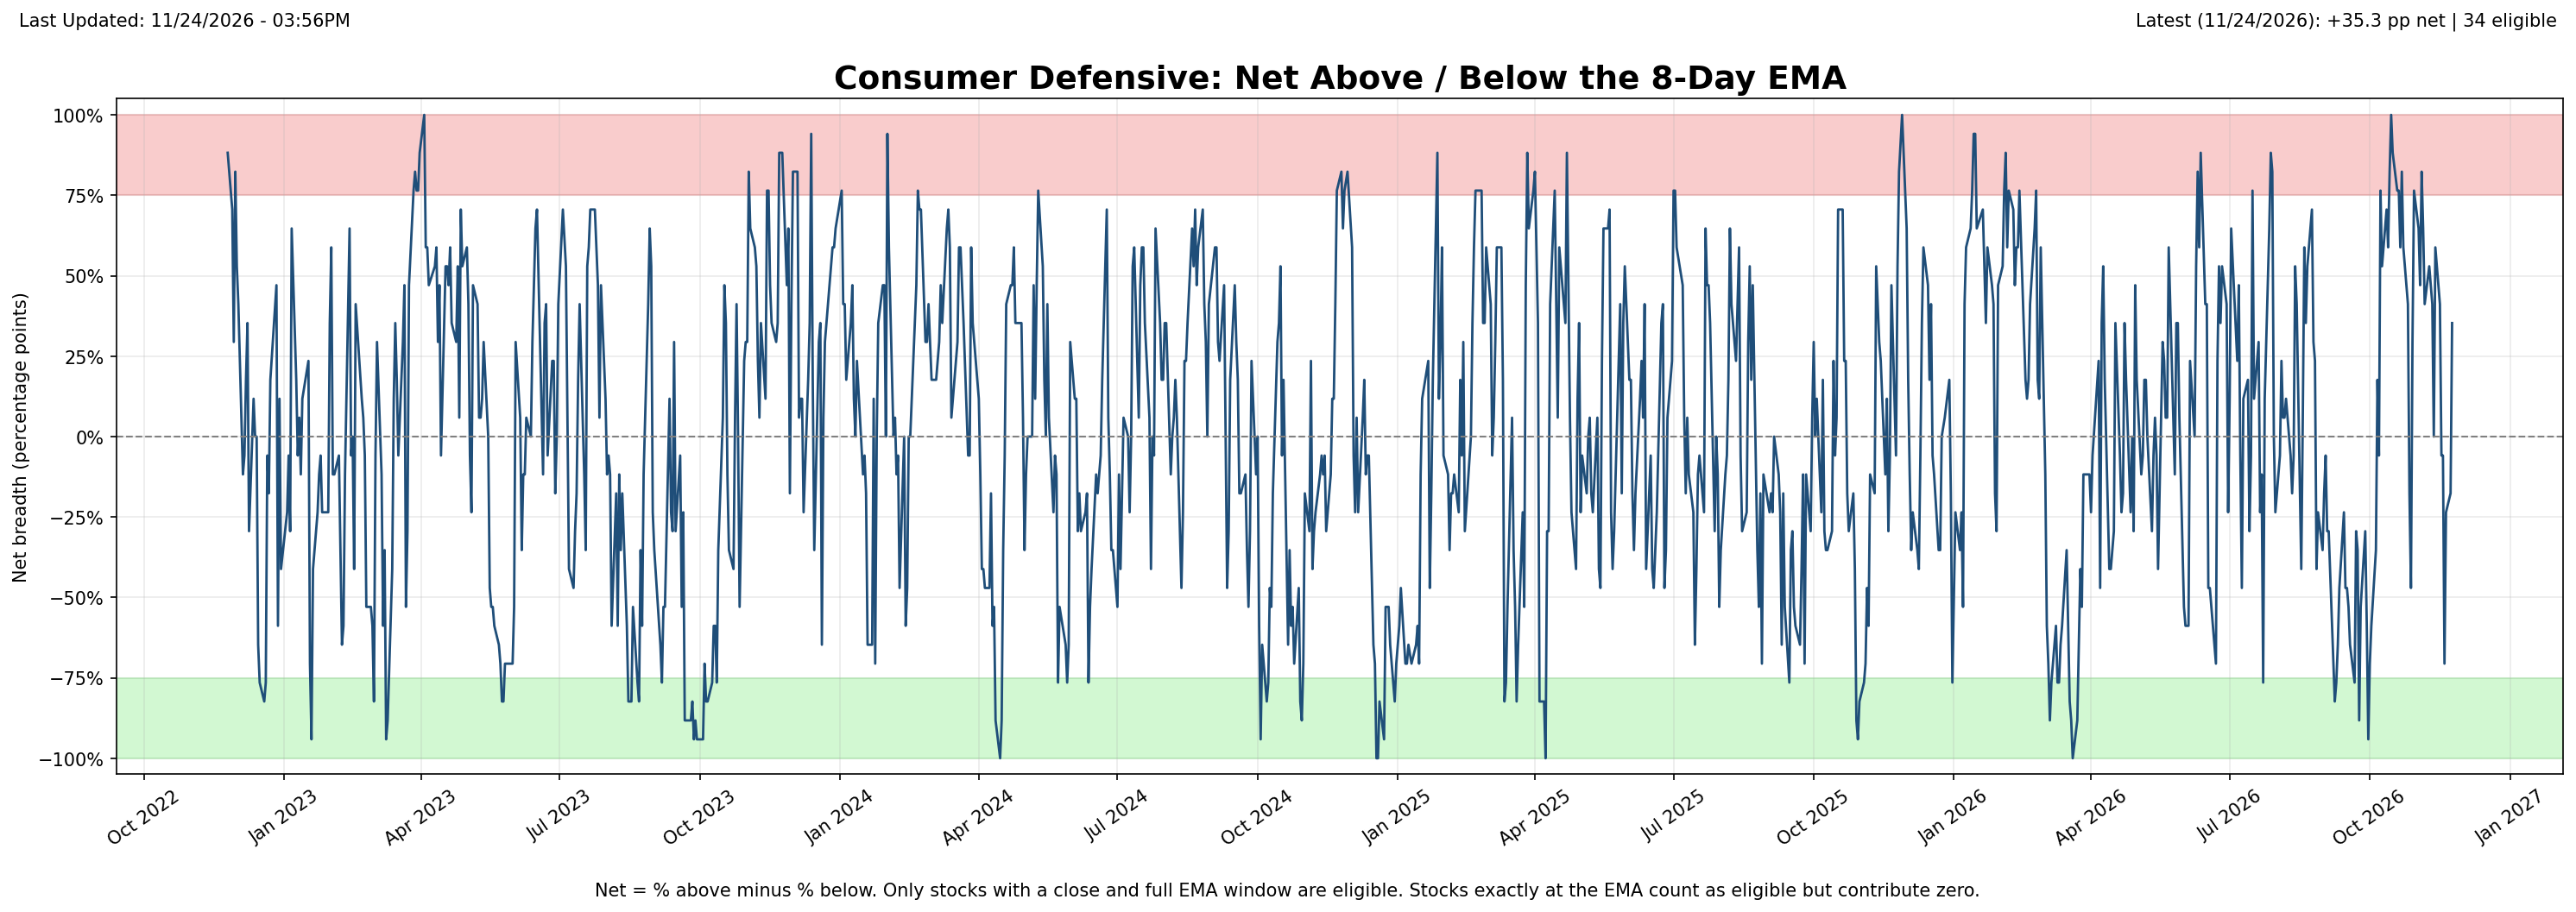 Last Updated: 11/24/2026 - 03:56PM
Latest (11/24/2026): +35.3 pp net | 34 eligible
Consumer Defensive: Net Above / Below the 8-Day EMA
Net breadth (percentage points)
100%
75%
50%
25%
0%
−25%
−50%
−75%
−100%
Oct 2022
Jan 2023
Apr 2023
Jul 2023
Oct 2023
Jan 2024
Apr 2024
Jul 2024
Oct 2024
Jan 2025
Apr 2025
Jul 2025
Oct 2025
Jan 2026
Apr 2026
Jul 2026
Oct 2026
Jan 2027
Net = % above minus % below. Only stocks with a close and full EMA window are eligible. Stocks exactly at the EMA count as eligible but contribute zero.